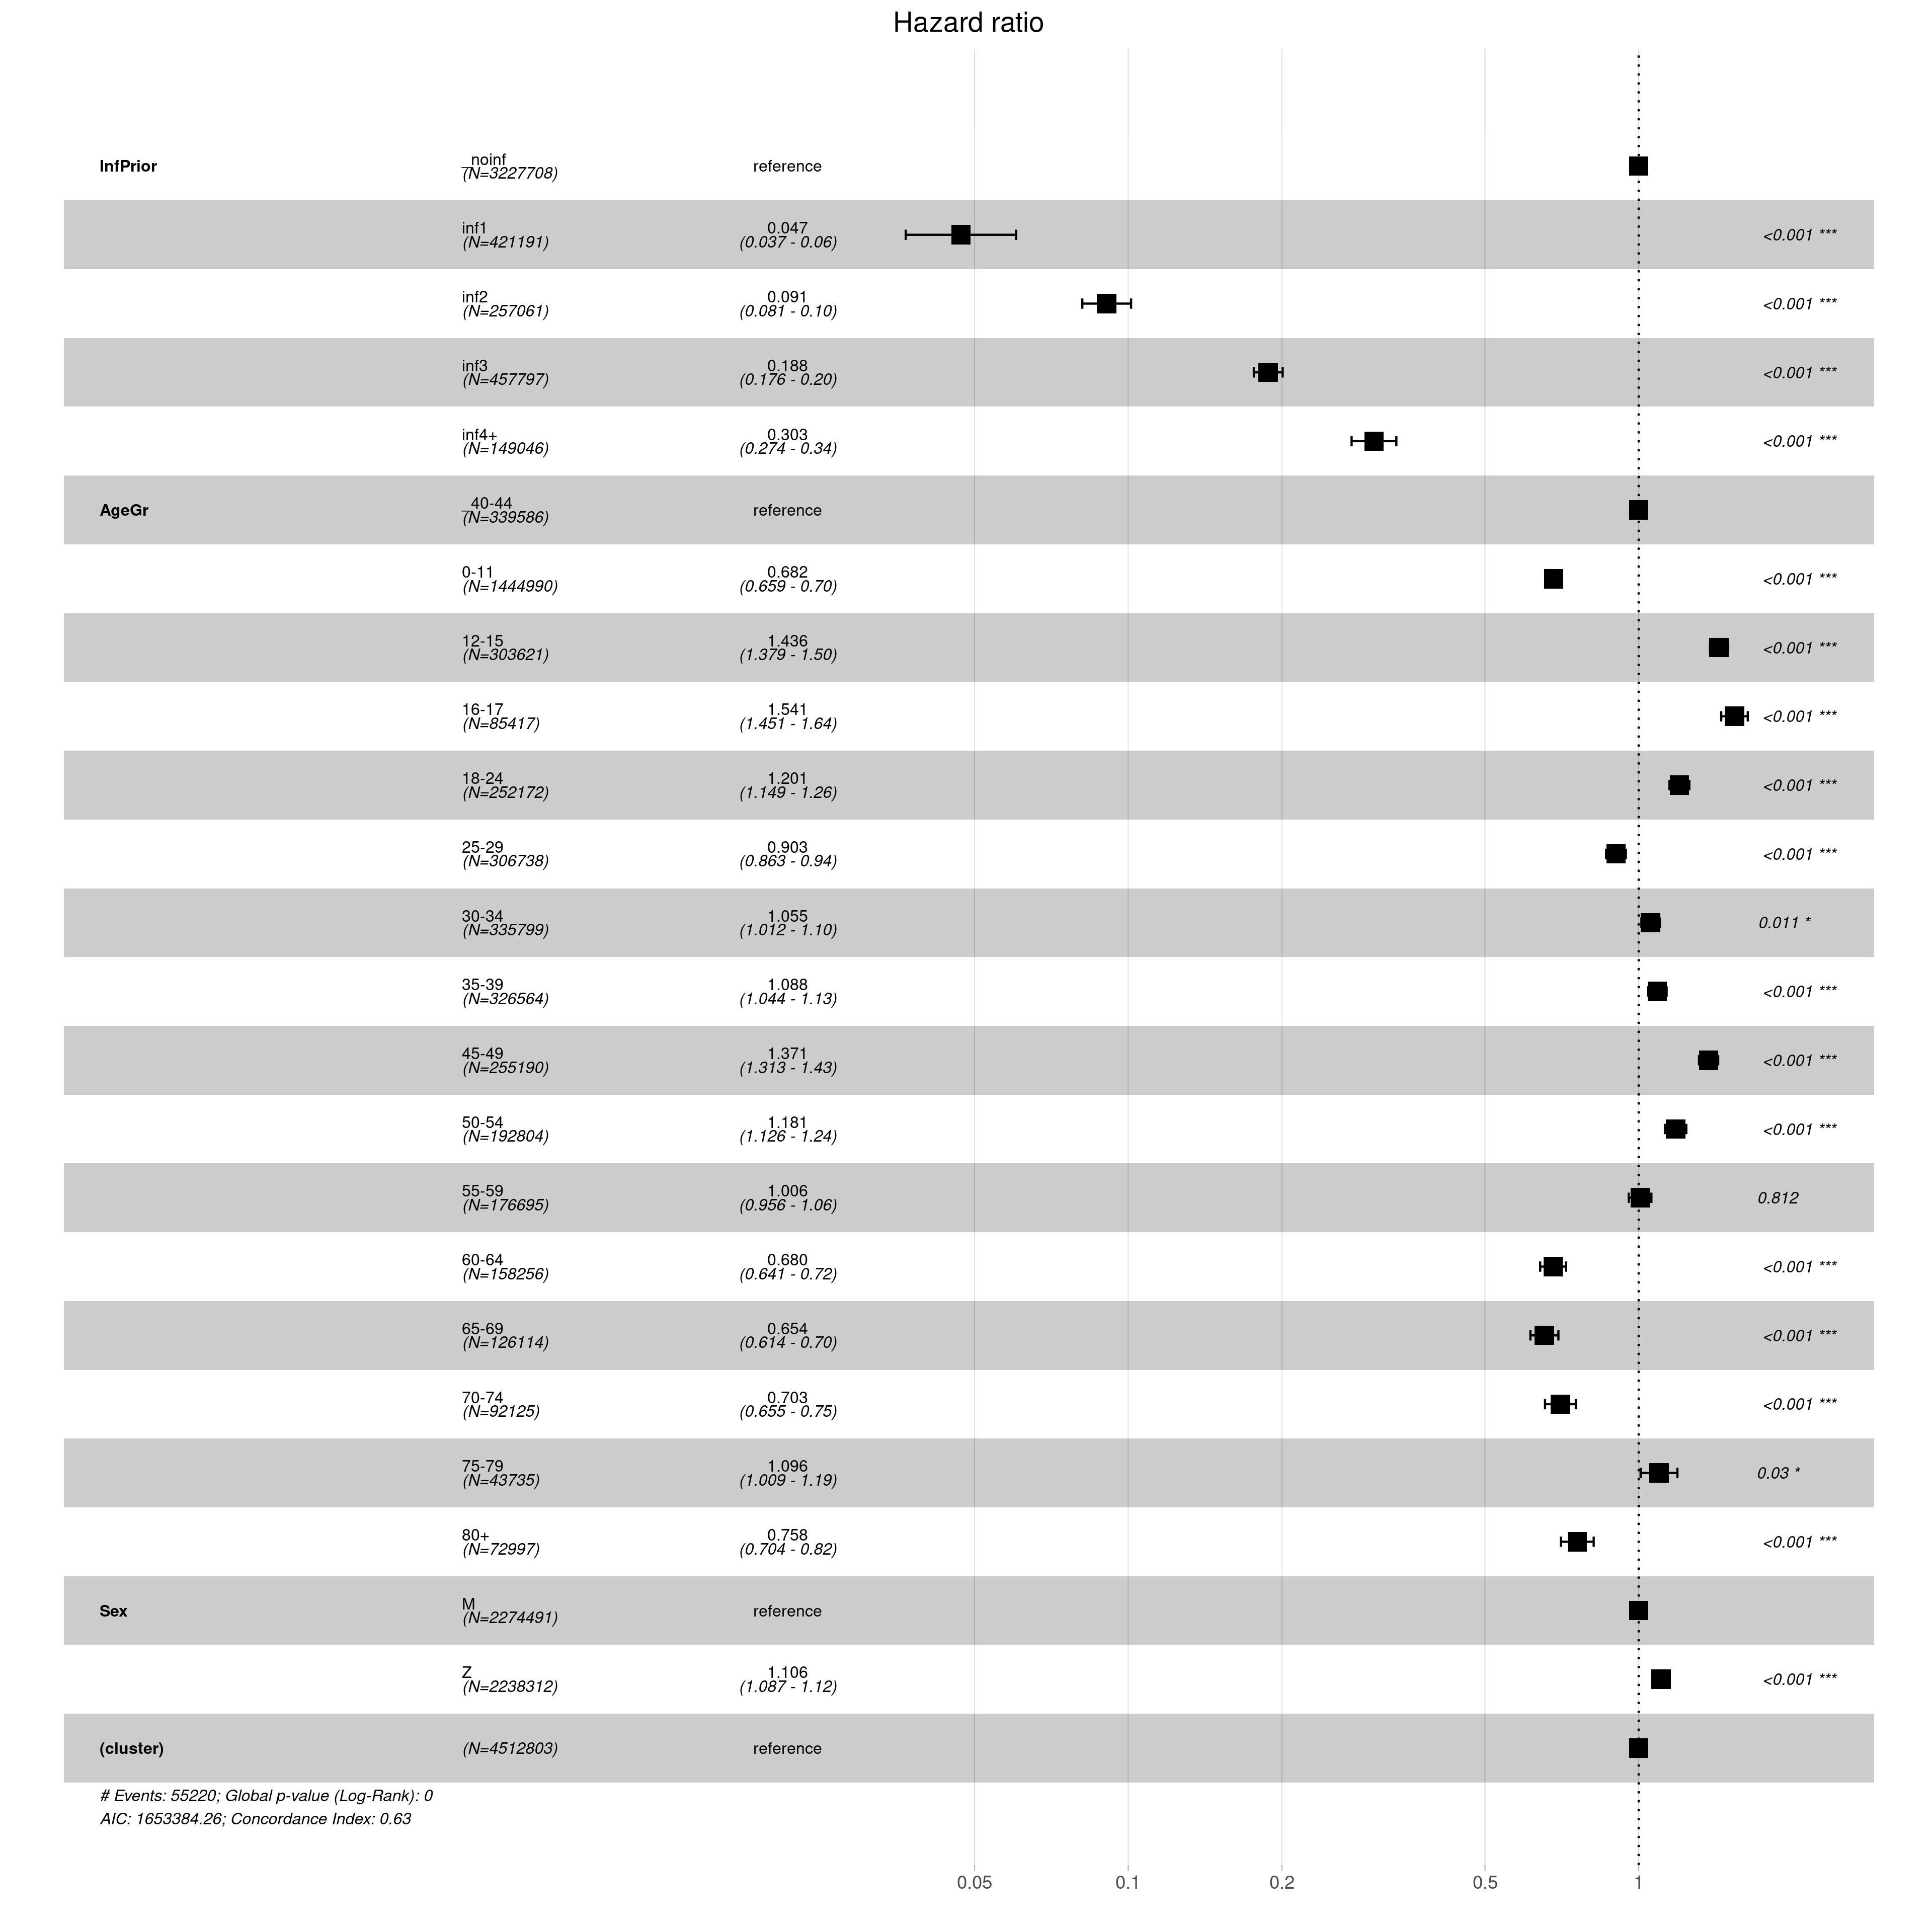 Hazard ratio
InfPrior
_noinf
(N=3227708)
reference
inf1
(N=421191)
0.047
(0.037 - 0.06)
<0.001 ***
inf2
(N=257061)
0.091
(0.081 - 0.10)
<0.001 ***
inf3
(N=457797)
0.188
(0.176 - 0.20)
<0.001 ***
inf4+
(N=149046)
0.303
(0.274 - 0.34)
<0.001 ***
AgeGr
_40-44
(N=339586)
reference
0-11
(N=1444990)
0.682
(0.659 - 0.70)
<0.001 ***
12-15
(N=303621)
1.436
(1.379 - 1.50)
<0.001 ***
16-17
(N=85417)
1.541
(1.451 - 1.64)
<0.001 ***
18-24
(N=252172)
1.201
(1.149 - 1.26)
<0.001 ***
25-29
(N=306738)
0.903
(0.863 - 0.94)
<0.001 ***
30-34
(N=335799)
1.055
(1.012 - 1.10)
0.011 *
35-39
(N=326564)
1.088
(1.044 - 1.13)
<0.001 ***
45-49
(N=255190)
1.371
(1.313 - 1.43)
<0.001 ***
50-54
(N=192804)
1.181
(1.126 - 1.24)
<0.001 ***
55-59
(N=176695)
1.006
(0.956 - 1.06)
0.812
60-64
(N=158256)
0.680
(0.641 - 0.72)
<0.001 ***
65-69
(N=126114)
0.654
(0.614 - 0.70)
<0.001 ***
70-74
(N=92125)
0.703
(0.655 - 0.75)
<0.001 ***
75-79
(N=43735)
1.096
(1.009 - 1.19)
0.03 *
80+
(N=72997)
0.758
(0.704 - 0.82)
<0.001 ***
Sex
M
(N=2274491)
reference
Z
(N=2238312)
1.106
(1.087 - 1.12)
<0.001 ***
(cluster)
(N=4512803)
reference
# Events: 55220; Global p-value (Log-Rank): 0
AIC: 1653384.26; Concordance Index: 0.63
0.05
0.1
0.2
0.5
1